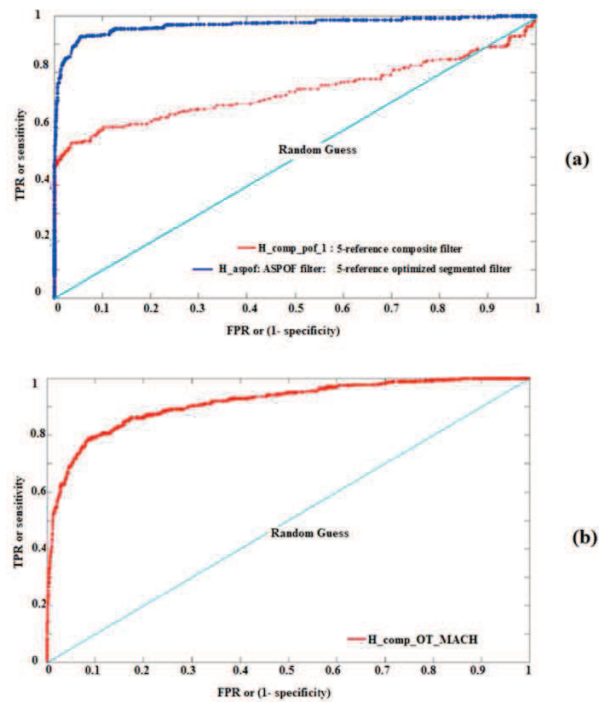 1
0.8
0.6
0.4
0.2
0
TPR or sensitivity
Random Guess
H_comp_pof_1 : 5-reference composite filter
H_aspof: ASPOF filter: 5-reference optimized segmented filter
0 0.1 0.2 0.3 0.4 0.5 0.6 0.7 0.8 0.9 1
FPR or (1- specificity)
(a)
1
0.8
0.6
0.4
0.2
0
TPR or sensitivity
Random Guess
H_comp_OT_MACH
0 0.1 0.2 0.3 0.4 0.5 0.6 0.7 0.8 0.9 1
FPR or (1- specificity)
(b)